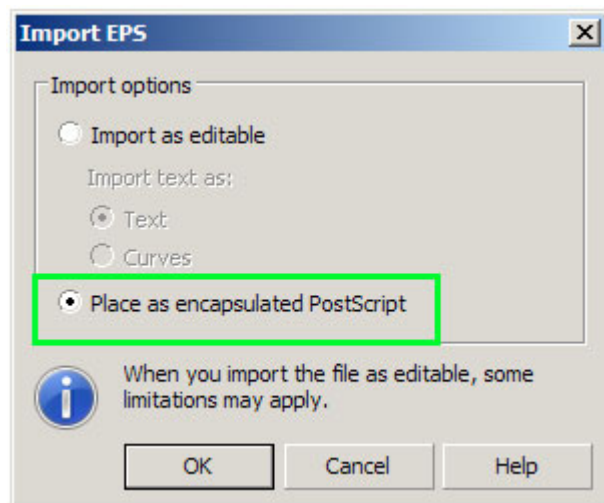 Import EPS
Import options
Import as editable
Import text as:
Text
Curves
Place as encapsulated PostScript
When you import the file as editable, some
limitations may apply.
OK Cancel Help